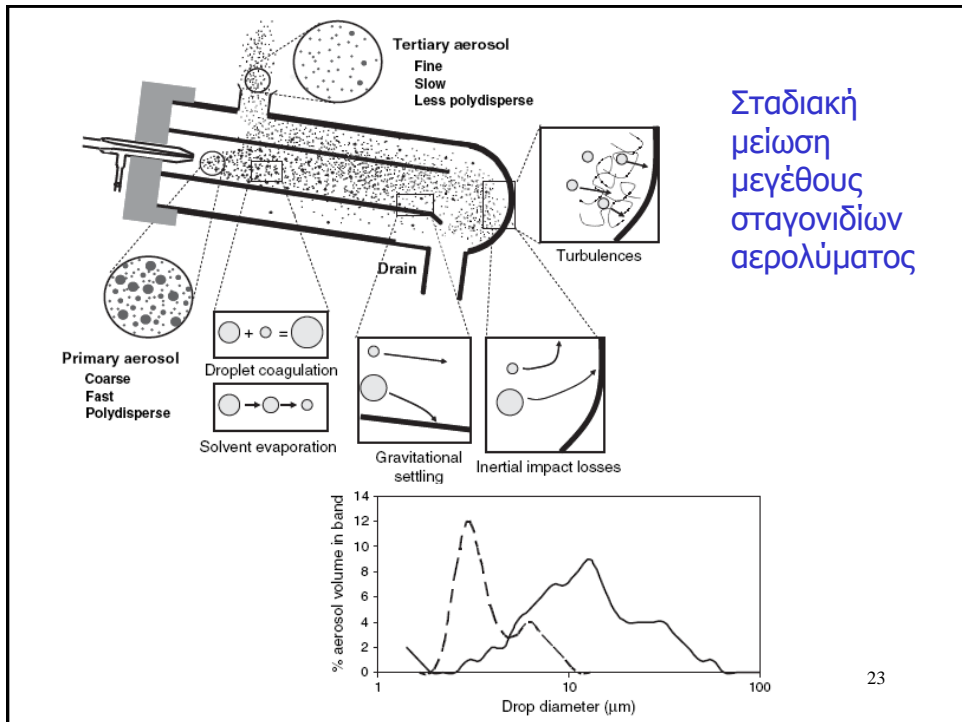 Tertiary aerosol
Fine
Slow
Less polydisperse
Σταδιακή
μείωση
μεγέθους
σταγονιδίων
αερολύματος
Turbulences
Drain
Primary aerosol
Coarse
Fast
Polydisperse
+ =
Droplet coagulation
Solvent evaporation
Gravitational
settling
Inertial impact losses
% aerosol volume in band
14
12
10
8
6
4
2
0
1
10
100
Drop diameter (μm)
23